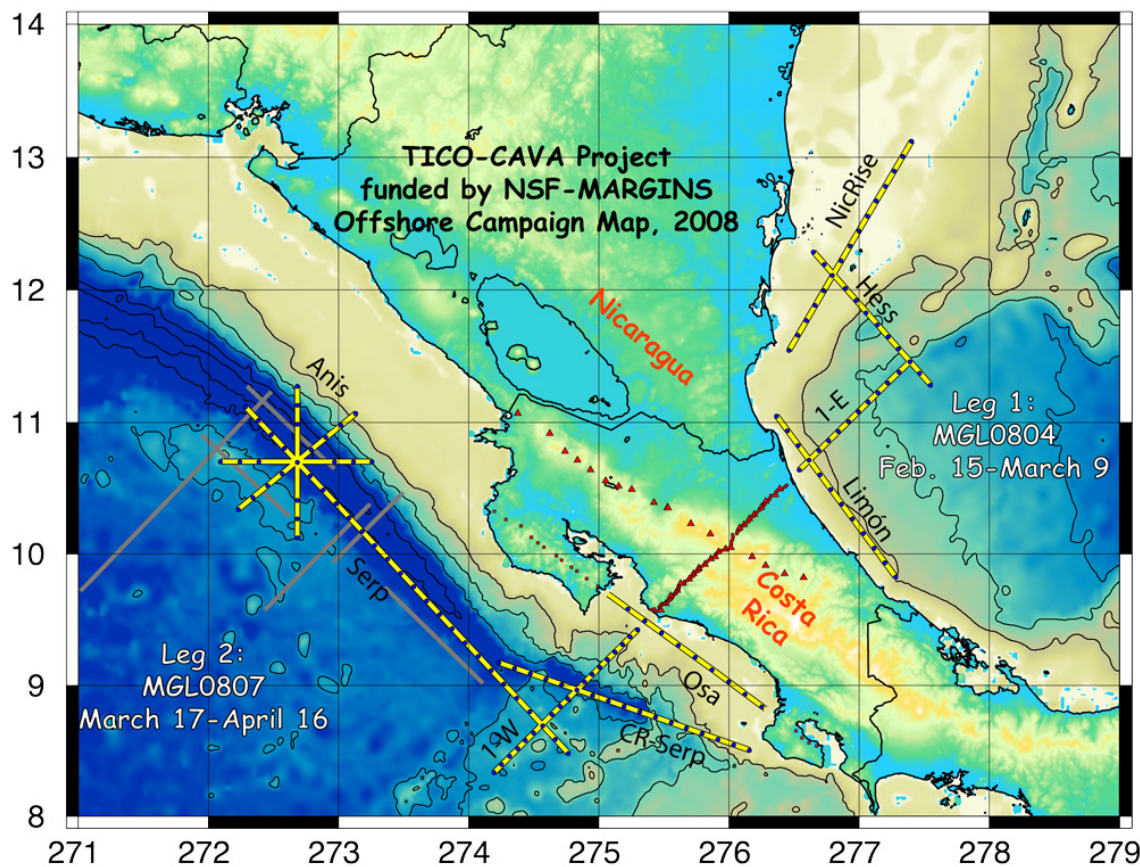 14
13
12
11
10
9
8
TICO-CAVA Project
funded by NSF-MARGINS
Offshore Campaign Map, 2008
NicRise
Hess
Nicaragua
Anis
1-E
Leg 1:
MGL0804
Feb. 15-March 9
Limón
Serp
Costa
Rica
Leg 2:
MGL0807
March 17-April 16
Osa
1-W
CR-Serp
271
272
273
274
275
276
277
278
279